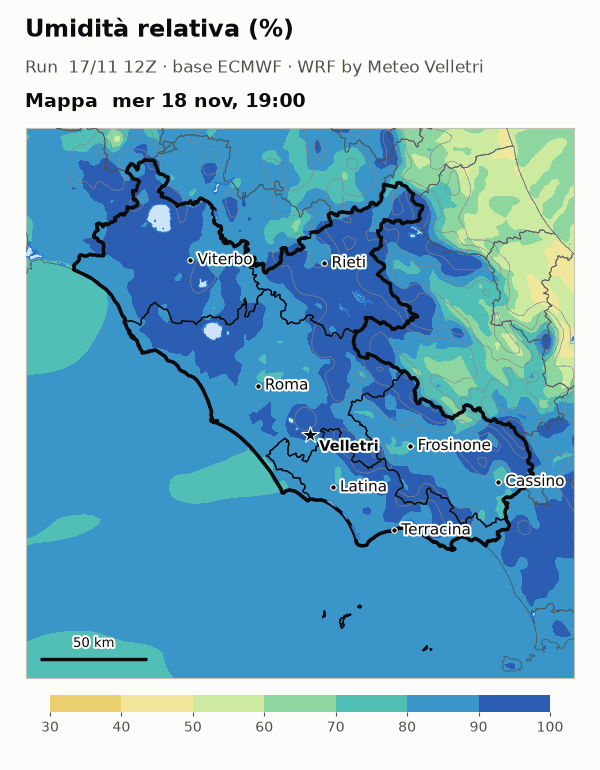 Umidità relativa (%)
Run  17/11 12Z · base ECMWF · WRF by Meteo Velletri
Mappa  mer 18 nov, 19:00
Viterbo
Rieti
Roma
Velletri
Frosinone
Cassino
Latina
Terracina
50 km
30 40 50 60 70 80 90 100